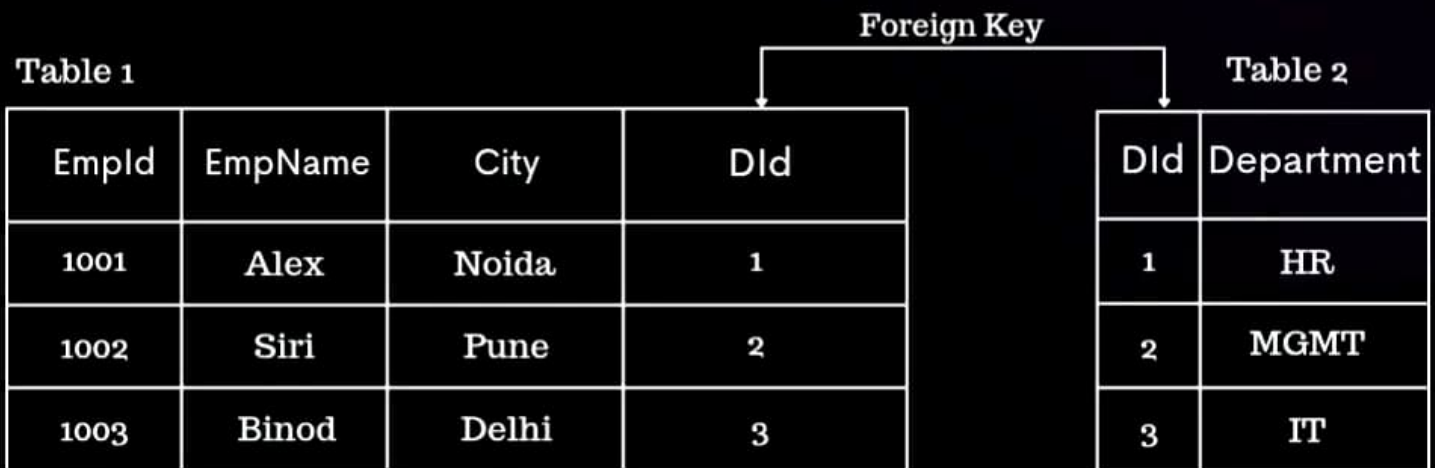 Foreign Key
Table 1
Table 2
EmpId EmpName City DId
DId Department
1001 Alex Noida 1
1 HR
1002 Siri Pune 2
2 MGMT
1003 Binod Delhi 3
3 IT